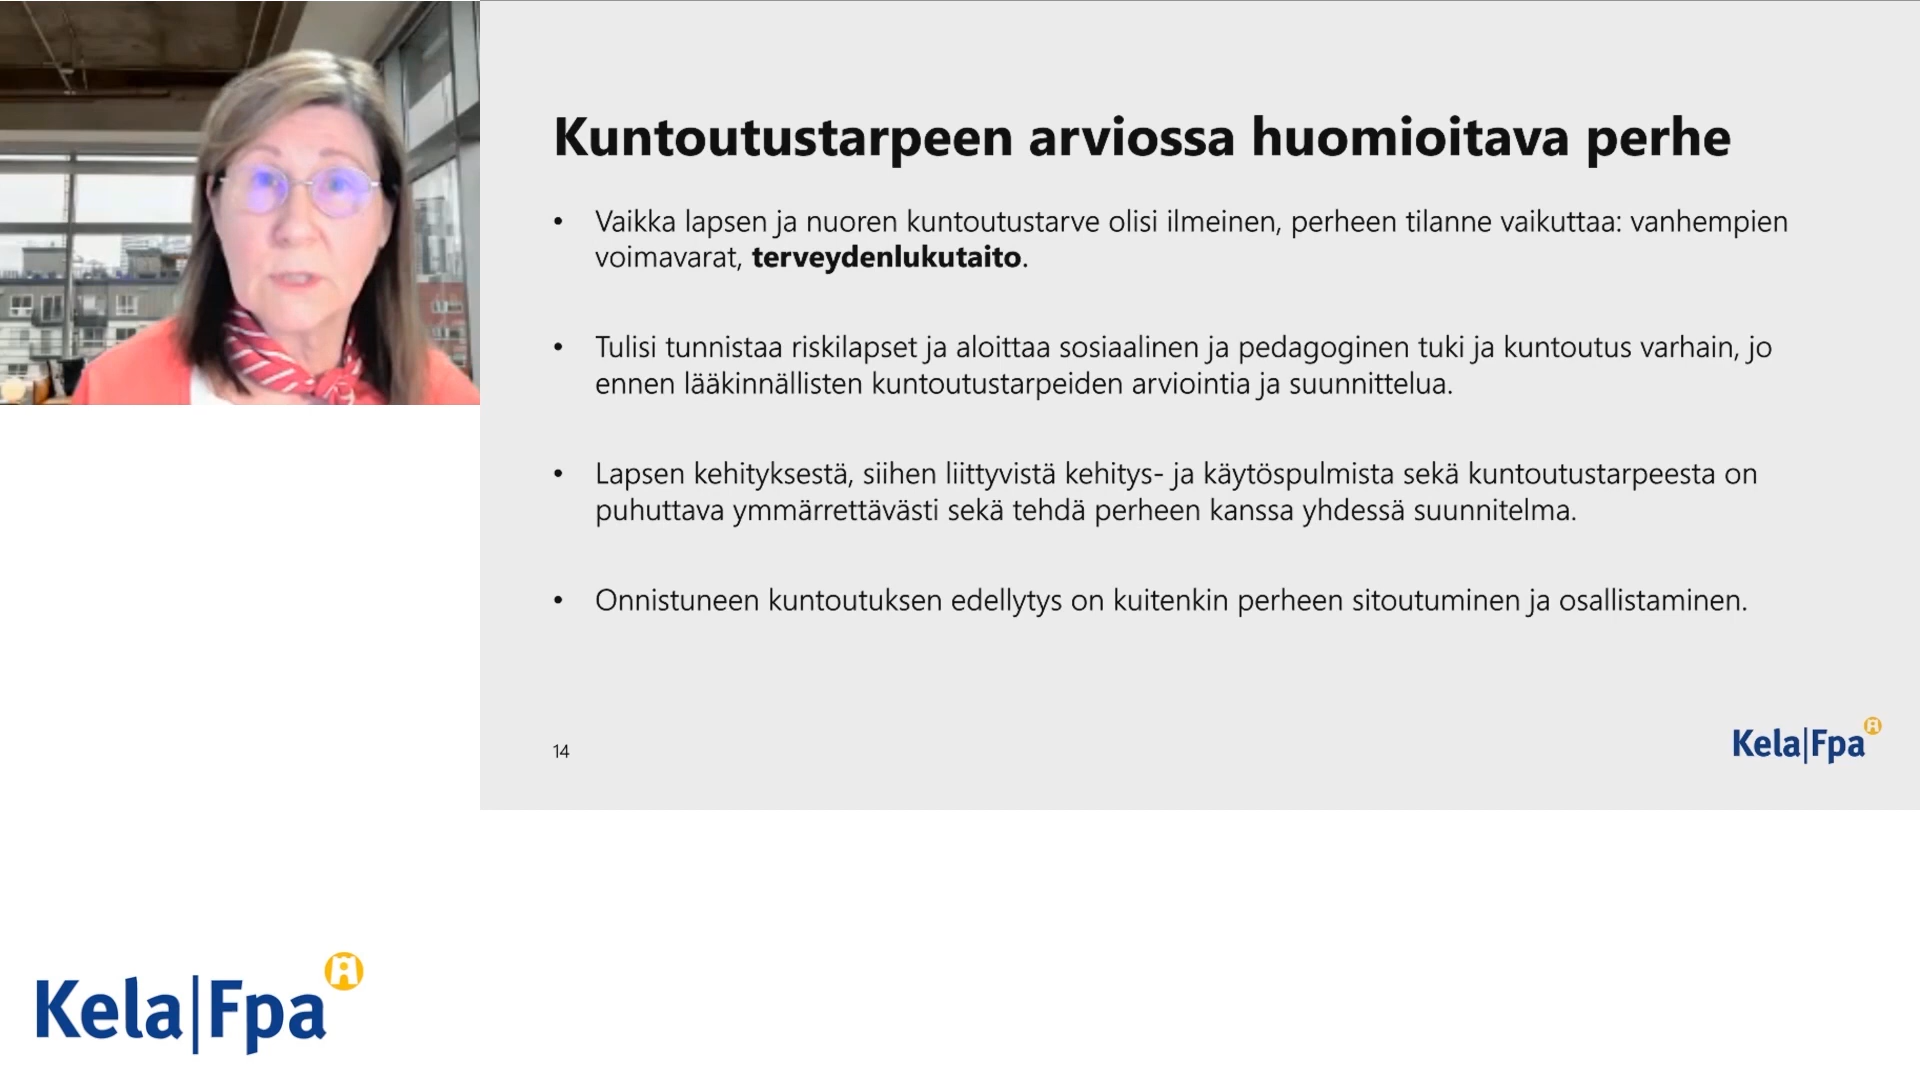 Kuntoutustarpeen arviossa huomioitava perhe
• Vaikka lapsen ja nuoren kuntoutustarve olisi ilmeinen, perheen tilanne vaikuttaa: vanhempien
voimavarat, terveydenlukutaito.
• Tulisi tunnistaa riskilapset ja aloittaa sosiaalinen ja pedagoginen tuki ja kuntoutus varhain, jo
ennen lääkinnällisten kuntoutustarpeiden arviointia ja suunnittelua.
• Lapsen kehityksestä, siihen liittyvistä kehitys- ja käytöspulmista sekä kuntoutustarpeesta on
puhuttava ymmärrettävästi sekä tehdä perheen kanssa yhdessä suunnitelma.
• Onnistuneen kuntoutuksen edellytys on kuitenkin perheen sitoutuminen ja osallistaminen.
14
Kela|Fpa
Kela|Fpa